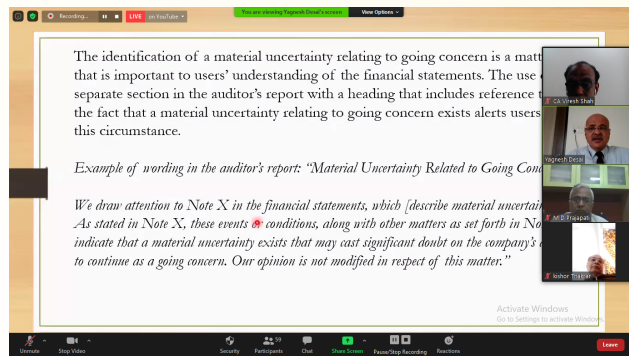 Recording...
LIVE on YouTube
You are viewing Yagnesh Desai's screen
View Options
The identification of a material uncertainty relating to going concern is a matt
that is important to users' understanding of the financial statements. The use
separate section in the auditor's report with a heading that includes reference t
the fact that a material uncertainty relating to going concern exists alerts users
this circumstance.
Example of wording in the auditor's report: "Material Uncertainty Related to Going Con
We draw attention to Note X in the financial statements, which [describe material uncertain
As stated in Note X, these events or conditions, along with other matters as set forth in No
indicate that a material uncertainty exists that may cast significant doubt on the company's
to continue as a going concern. Our opinion is not modified in respect of this matter."
CA Viresh Shah
Yagnesh Desai
M D Prajapati
kishor Thakrar
Activate Windows
Go to Settings to activate Windows.
Unmute
Stop Video
Security
Participants
59
Chat
Share Screen
Pause/Stop Recording
Reactions
Leave